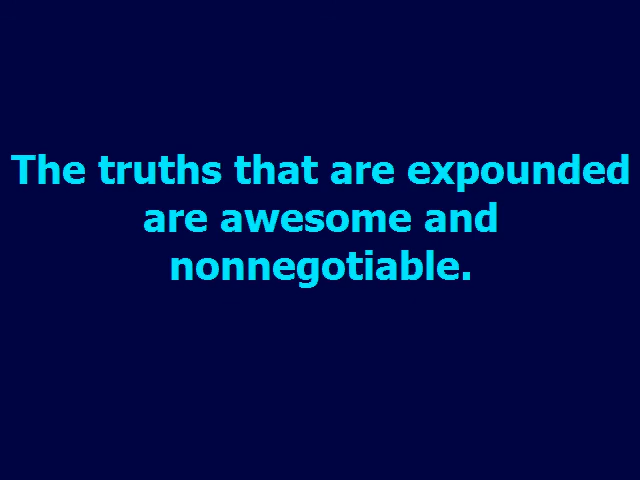 The truths that are expounded
are awesome and
nonnegotiable.